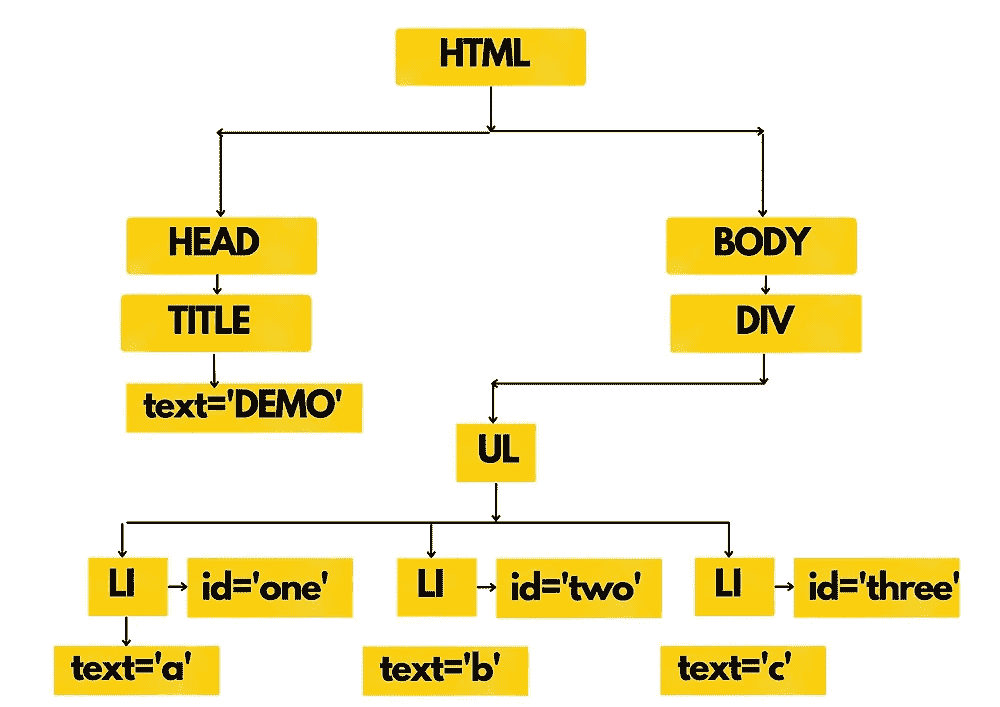 HTML
HEAD
BODY
TITLE
DIV
text='DEMO'
UL
LI
id='one'
LI
id='two'
LI
id='three'
text='a'
text='b'
text='c'